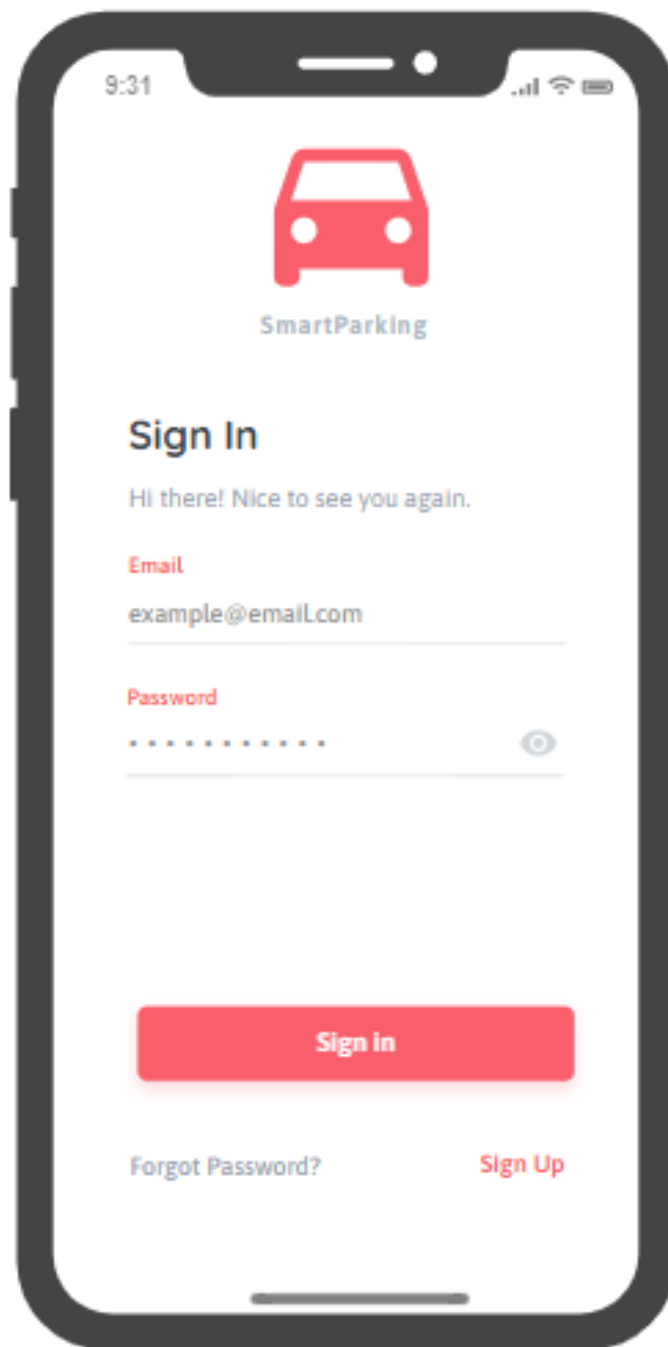 9:31
SmartParking
Sign In
Hi there! Nice to see you again.
Email
example@email.com
Password
Sign in
Forgot Password?
Sign Up